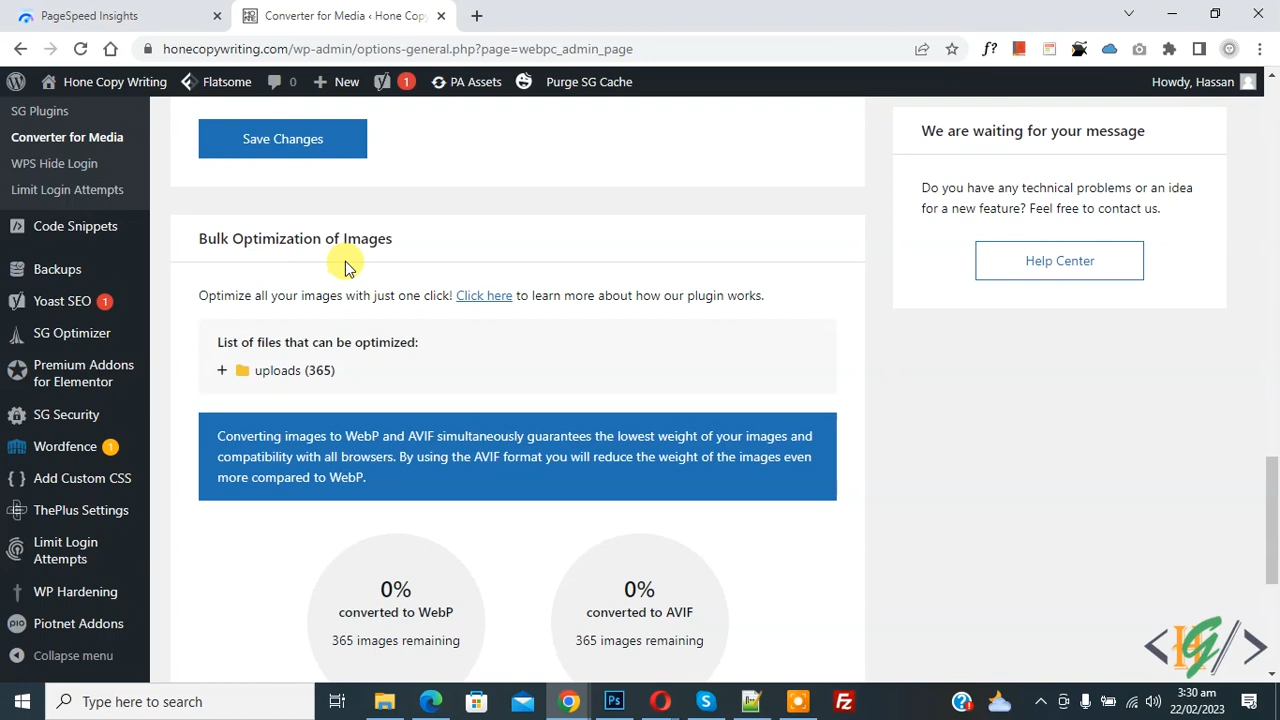 PageSpeed Insights
Converter for Media ‹ Hone Copy
honecopywriting.com/wp-admin/options-general.php?page=webpc_admin_page
f?
Hone Copy Writing
Flatsome
0
New
1
PA Assets
Purge SG Cache
Howdy, Hassan
SG Plugins
Converter for Media
WPS Hide Login
Limit Login Attempts
Code Snippets
Backups
Yoast SEO 1
SG Optimizer
Premium Addons
for Elementor
SG Security
Wordfence 1
Add Custom CSS
ThePlus Settings
Limit Login
Attempts
WP Hardening
Piotnet Addons
Collapse menu
Save Changes
Bulk Optimization of Images
Optimize all your images with just one click! Click here to learn more about how our plugin works.
List of files that can be optimized:
+ uploads (365)
Converting images to WebP and AVIF simultaneously guarantees the lowest weight of your images and
compatibility with all browsers. By using the AVIF format you will reduce the weight of the images even
more compared to WebP.
0%
converted to WebP
365 images remaining
0%
converted to AVIF
365 images remaining
We are waiting for your message
Do you have any technical problems or an idea
for a new feature? Feel free to contact us.
Help Center
<HG/>
Type here to search
Ps
3:30 am
22/02/2023